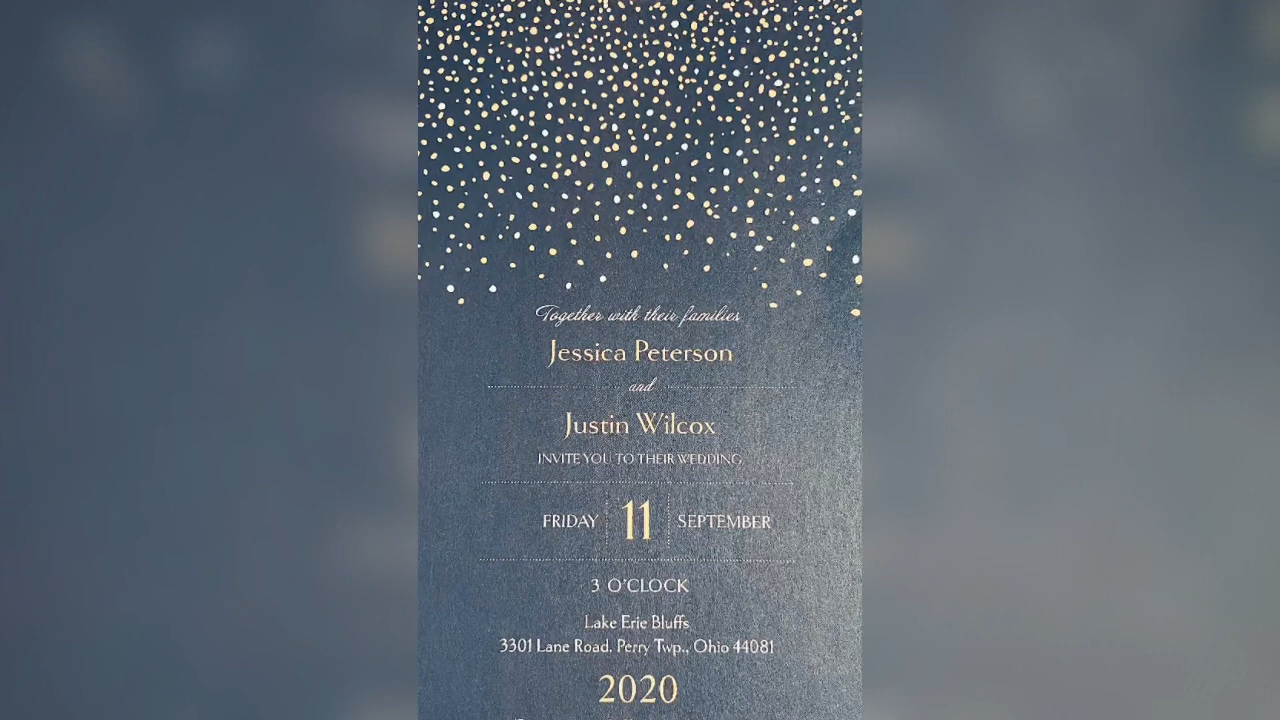 Together with their families
Jessica Peterson
and
Justin Wilcox
INVITE YOU TO THEIR WEDDING
FRIDAY 11 SEPTEMBER
3 O'CLOCK
Lake Erie Bluffs
3301 Lane Road, Perry Twp., Ohio 44081
2020